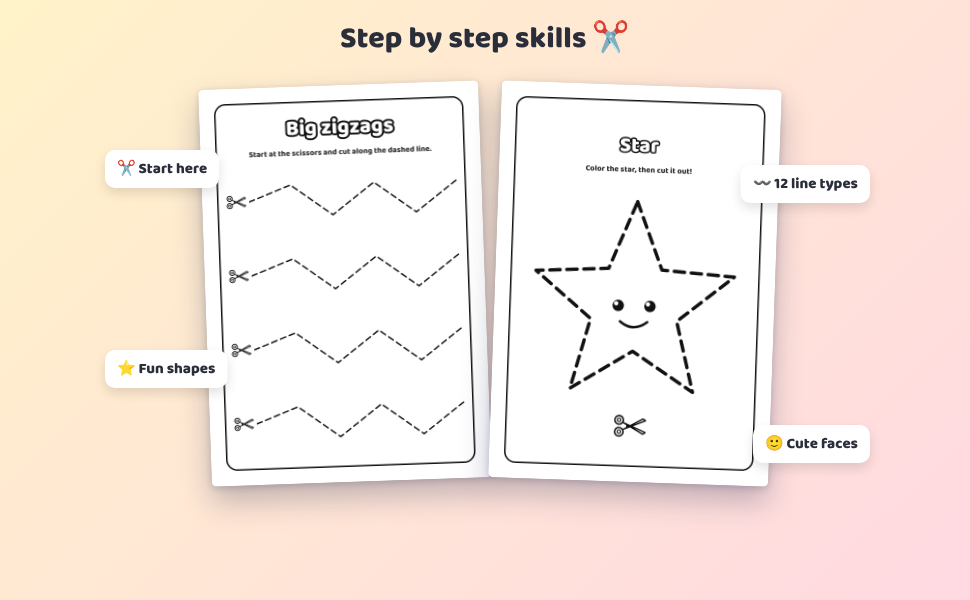 Step by step skills ✂️
Big zigzags
Start at the scissors and cut along the dashed line.
Star
Color the star, then cut it out!
✂️ Start here
〰️ 12 line types
⭐ Fun shapes
🙂 Cute faces